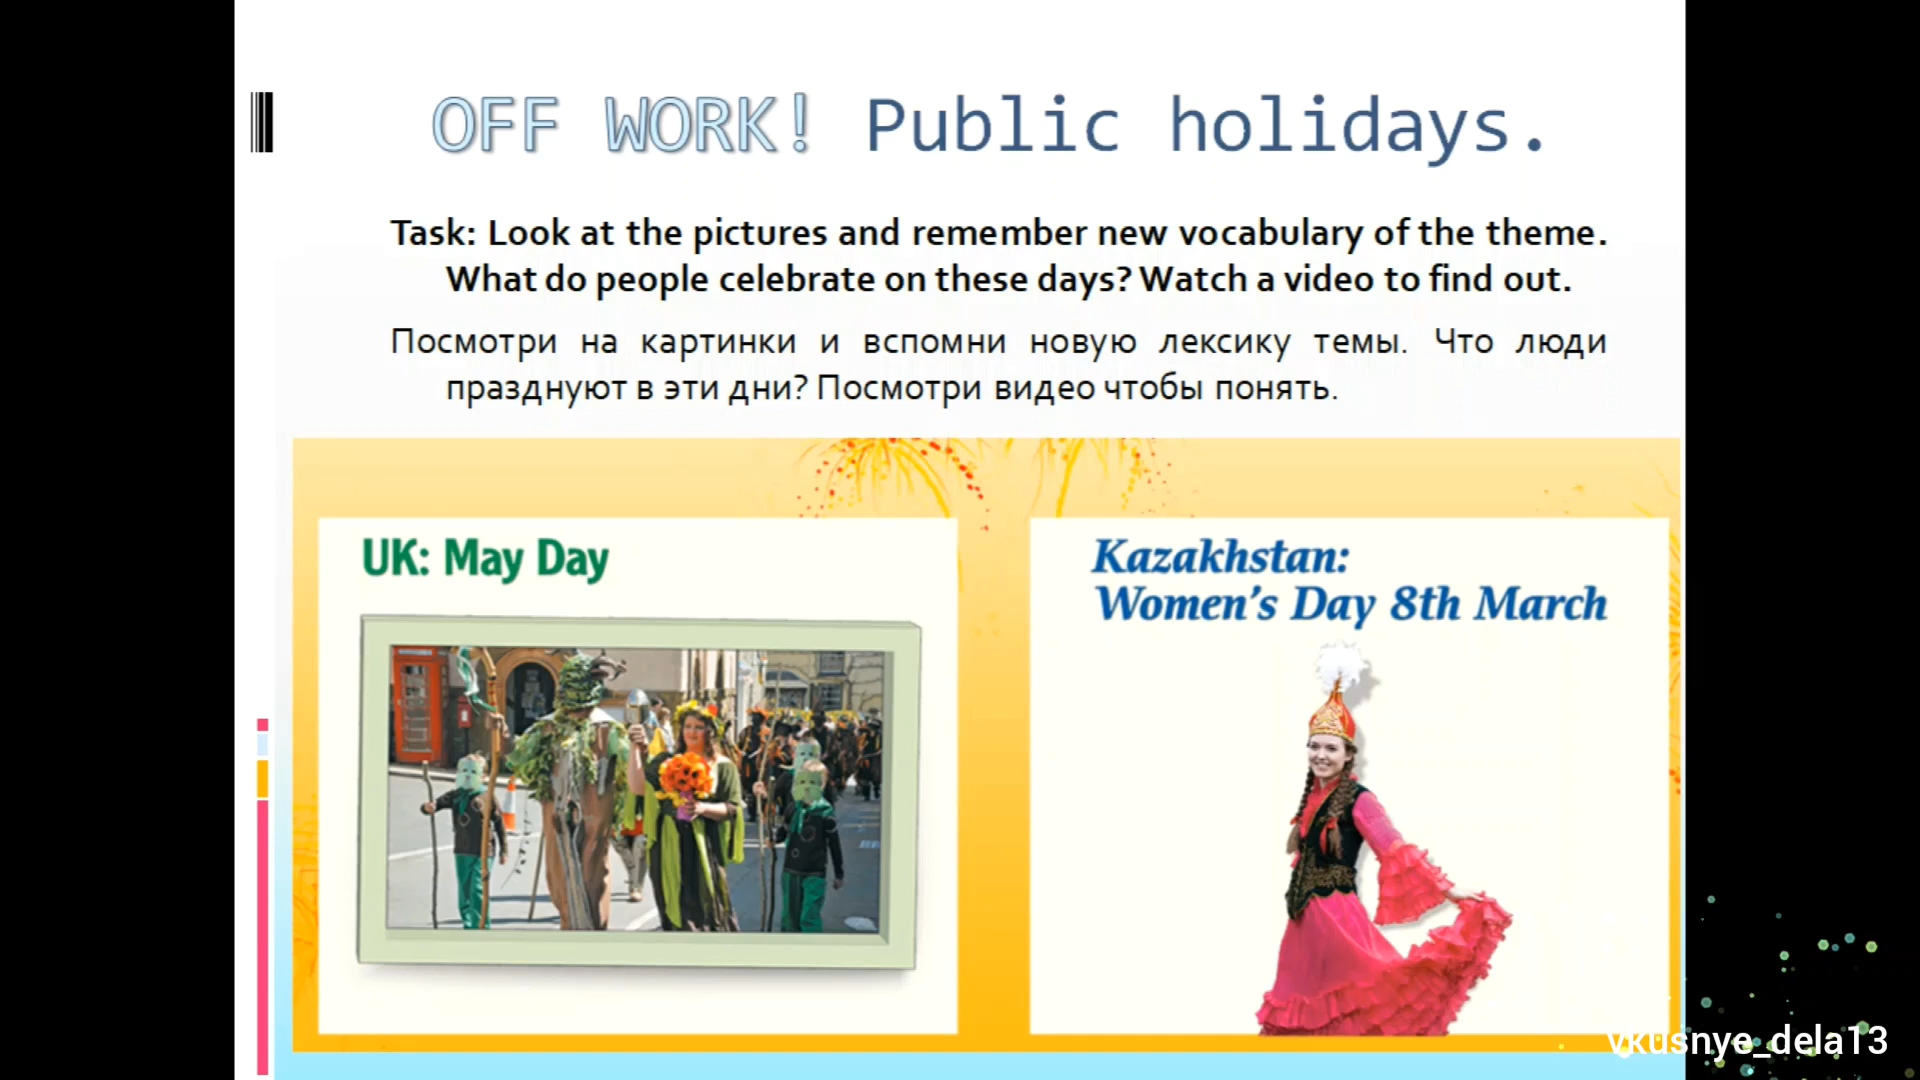 OFF WORK! Public holidays.
Task: Look at the pictures and remember new vocabulary of the theme.
What do people celebrate on these days? Watch a video to find out.
Посмотри на картинки и вспомни новую лексику темы. Что люди
празднуют в эти дни? Посмотри видео чтобы понять.
UK: May Day
Kazakhstan:
Women's Day 8th March
vkusnye_dela13